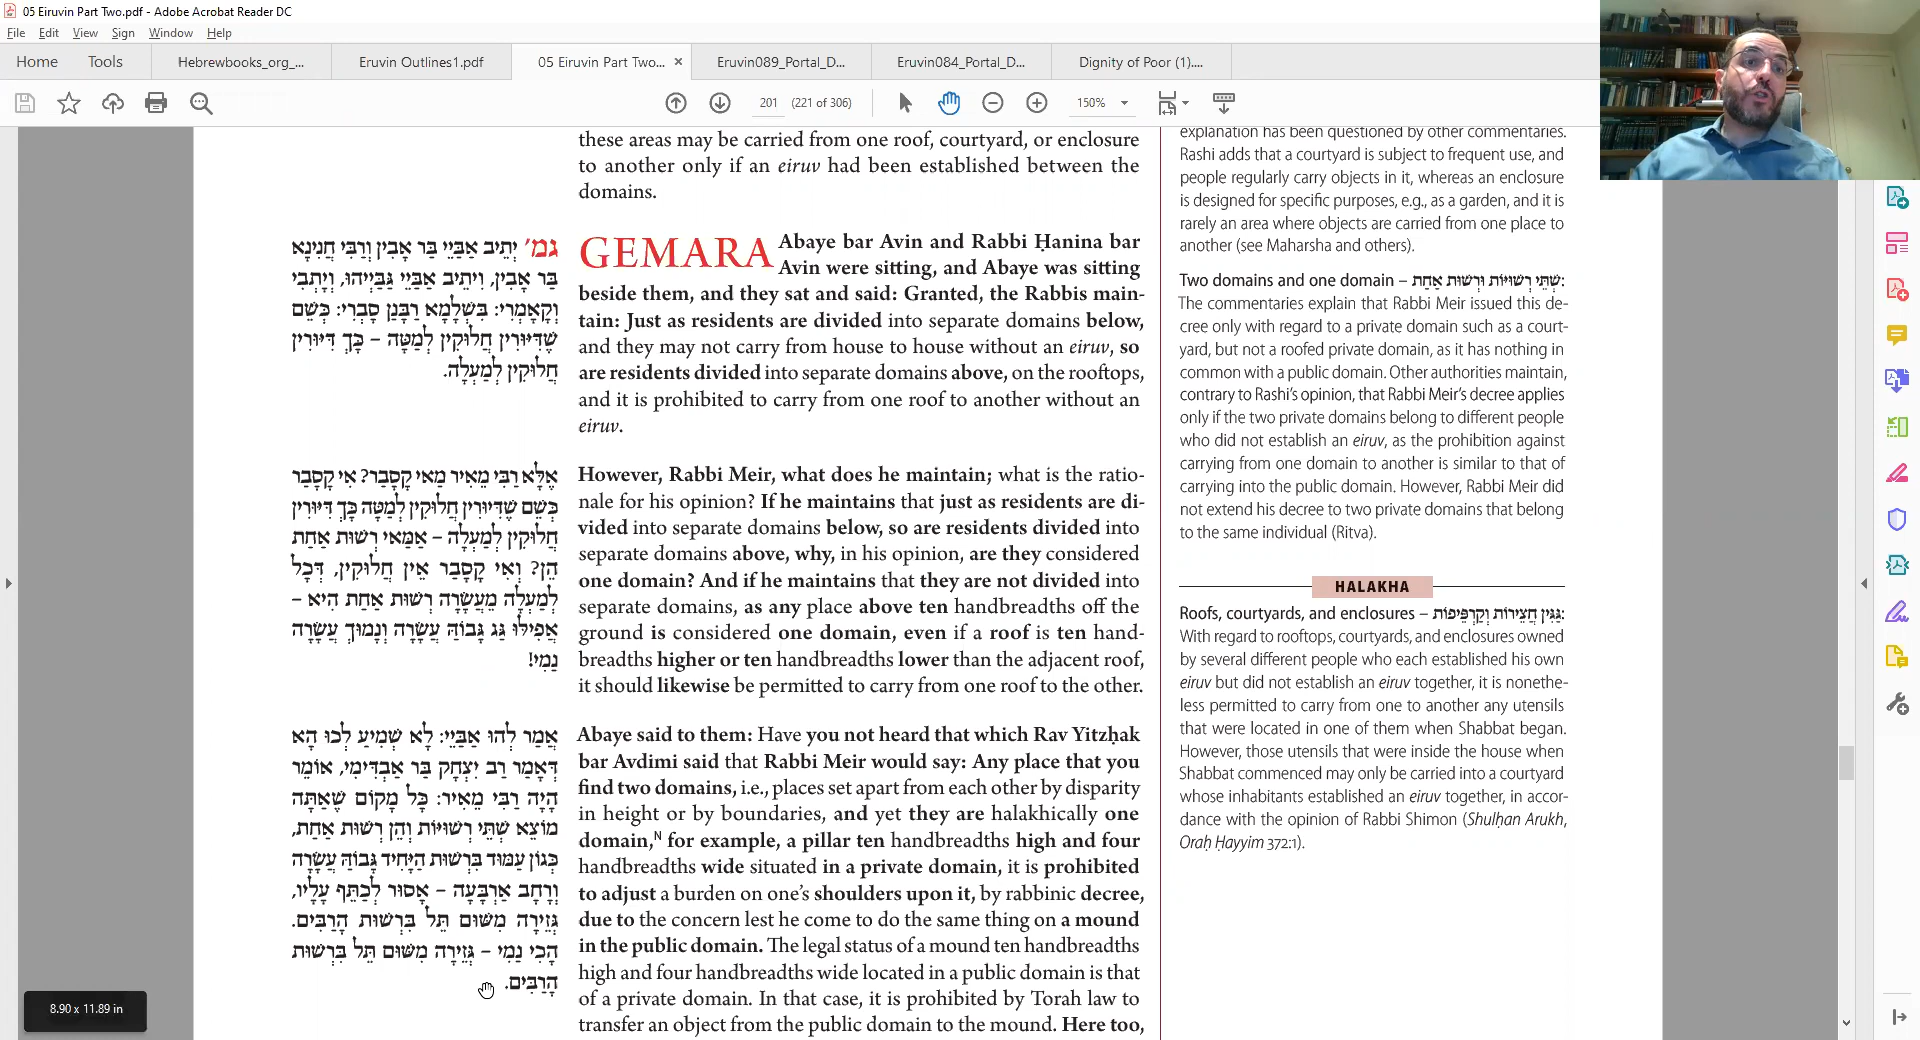 05 Eiruvin Part Two.pdf - Adobe Acrobat Reader DC
File Edit View Sign Window Help
Home Tools Hebrewbooks_org_... Eruvin Outlines1.pdf 05 Eiruvin Part Two... × Eruvin089_Portal_D... Eruvin084_Portal_D... Dignity of Poor (1)....
201 (221 of 306) 150%
these areas may be carried from one roof, courtyard, or enclosure
to another only if an eiruv had been established between the
domains.
גמ׳ יְתֵיב אַבַּיֵי בַּר אָבִין וְרַבִּי חֲנִינָא
בַּר אָבִין, וִיתֵיב אַבַּיֵי גַּבַּיְיהוּ, וְיָתְבִי
וְקָאָמְרִי: בִּשְׁלָמָא רַבָּנַן סָבְרִי: כְּשֵׁם
שֶׁדִּיּוּרִין חֲלוּקִין לְמַטָּה – כָּךְ דִּיּוּרִין
חֲלוּקִין לְמַעְלָה.
GEMARA Abaye bar Avin and Rabbi Ḥanina bar
Avin were sitting, and Abaye was sitting
beside them, and they sat and said: Granted, the Rabbis main-
tain: Just as residents are divided into separate domains below,
and they may not carry from house to house without an eiruv, so
are residents divided into separate domains above, on the rooftops,
and it is prohibited to carry from one roof to another without an
eiruv.
אֶלָּא רַבִּי מֵאִיר מַאי קָסָבַר? אִי קָסָבַר
כְּשֵׁם שֶׁדִּיּוּרִין חֲלוּקִין לְמַטָּה כָּךְ דִּיּוּרִין
חֲלוּקִין לְמַעְלָה – אַמַּאי רְשׁוּת אַחַת
הֵן? וְאִי קָסָבַר אֵין חֲלוּקִין, דְּכָל
לְמַעְלָה מֵעֲשָׂרָה רְשׁוּת אַחַת הִיא –
אֲפִילּוּ גַּג גָּבוֹהַּ עֲשָׂרָה וְנָמוּךְ עֲשָׂרָה
נַמִי!
However, Rabbi Meir, what does he maintain; what is the ratio-
nale for his opinion? If he maintains that just as residents are di-
vided into separate domains below, so are residents divided into
separate domains above, why, in his opinion, are they considered
one domain? And if he maintains that they are not divided into
separate domains, as any place above ten handbreadths off the
ground is considered one domain, even if a roof is ten hand-
breadths higher or ten handbreadths lower than the adjacent roof,
it should likewise be permitted to carry from one roof to the other.
אֲמַר לְהוּ אַבַּיֵי: לָא שְׁמִיעַ לְכוּ הָא
דְּאָמַר רַב יִצְחָק בַּר אַבְדִּימִי, אוֹמֵר
הָיָה רַבִּי מֵאִיר: כָּל מָקוֹם שֶׁאַתָּה
מוֹצֵא שְׁתֵּי רְשׁוּיוֹת וְהֵן רְשׁוּת אַחַת,
כְּגוֹן עַמּוּד בִּרְשׁוּת הַיָּחִיד גָּבוֹהַּ עֲשָׂרָה
וְרָחָב אַרְבָּעָה – אָסוּר לְכַתֵּף עָלָיו,
גְּזֵירָה מִשּׁוּם תֵּל בִּרְשׁוּת הָרַבִּים.
הָכִי נַמִי – גְּזֵירָה מִשּׁוּם תֵּל בִּרְשׁוּת
הָרַבִּים.
Abaye said to them: Have you not heard that which Rav Yitzḥak
bar Avdimi said that Rabbi Meir would say: Any place that you
find two domains, i.e., places set apart from each other by disparity
in height or by boundaries, and yet they are halakhically one
domain,N for example, a pillar ten handbreadths high and four
handbreadths wide situated in a private domain, it is prohibited
to adjust a burden on one's shoulders upon it, by rabbinic decree,
due to the concern lest he come to do the same thing on a mound
in the public domain. The legal status of a mound ten handbreadths
high and four handbreadths wide located in a public domain is that
of a private domain. In that case, it is prohibited by Torah law to
transfer an object from the public domain to the mound. Here too,
explanation has been questioned by other commentaries.
Rashi adds that a courtyard is subject to frequent use, and
people regularly carry objects in it, whereas an enclosure
is designed for specific purposes, e.g., as a garden, and it is
rarely an area where objects are carried from one place to
another (see Maharsha and others).
Two domains and one domain – שְׁתֵּי רְשׁוּיּוֹת וּרְשׁוּת אַחַת:
The commentaries explain that Rabbi Meir issued this de-
cree only with regard to a private domain such as a court-
yard, but not a roofed private domain, as it has nothing in
common with a public domain. Other authorities maintain,
contrary to Rashi's opinion, that Rabbi Meir's decree applies
only if the two private domains belong to different people
who did not establish an eiruv, as the prohibition against
carrying from one domain to another is similar to that of
carrying into the public domain. However, Rabbi Meir did
not extend his decree to two private domains that belong
to the same individual (Ritva).
HALAKHA
Roofs, courtyards, and enclosures – גַּגִּין חֲצֵירוֹת וְקַרְפֵּיפוֹת:
With regard to rooftops, courtyards, and enclosures owned
by several different people who each established his own
eiruv but did not establish an eiruv together, it is nonethe-
less permitted to carry from one to another any utensils
that were located in one of them when Shabbat began.
However, those utensils that were inside the house when
Shabbat commenced may only be carried into a courtyard
whose inhabitants established an eiruv together, in accor-
dance with the opinion of Rabbi Shimon (Shulḥan Arukh,
Oraḥ Ḥayyim 372:1).
8.90 x 11.89 in